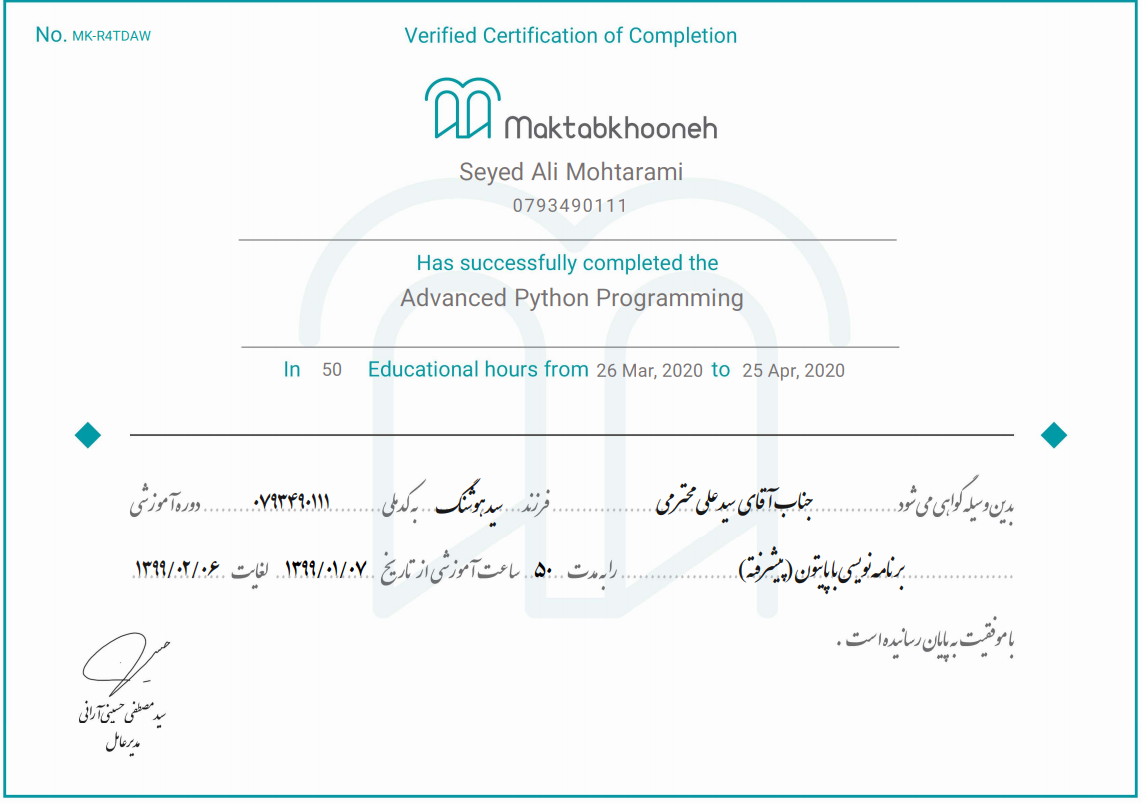 No. MK-R4TDAW
Verified Certification of Completion
Maktabkhooneh
Seyed Ali Mohtarami
0793490111
Has successfully completed the
Advanced Python Programming
In 50 Educational hours from 26 Mar, 2020 to 25 Apr, 2020
بدین وسیله گواهی می شود جناب آقای سید علی محترمی فرزند سید هوشنگ به کد ملی ۰۷۹۳۴۹۰۱۱۱ دوره آموزشی
برنامه نویسی با پایتون (پیشرفته) را به مدت ۵۰ ساعت آموزشی از تاریخ ۱۳۹۹/۰۱/۰۷ لغایت ۱۳۹۹/۰۲/۰۶
با موفقیت به پایان رسانیده است .
سید مصطفی حسینی آرانی
مدیرعامل